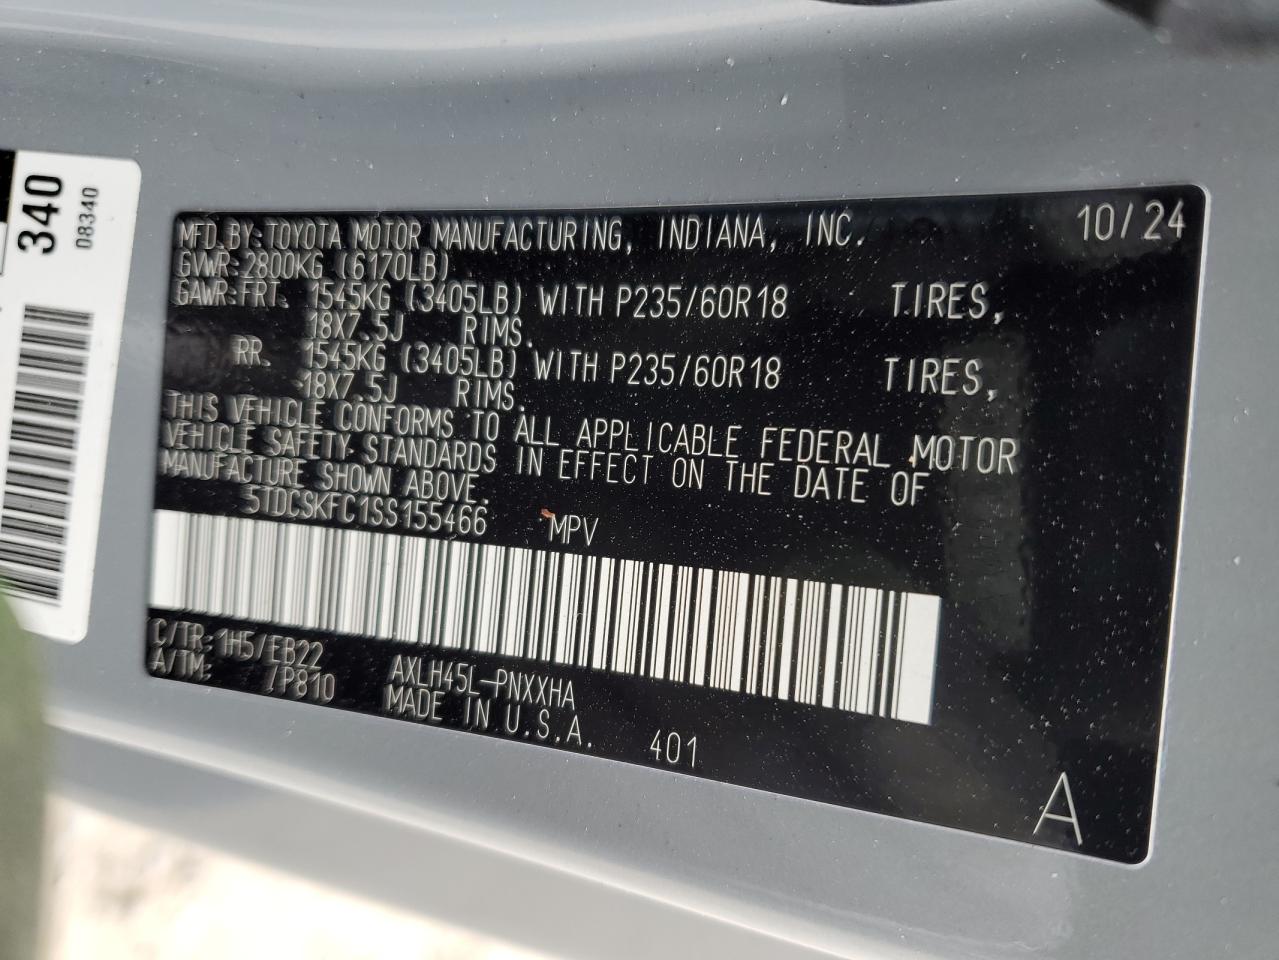 340
08340
MFD.BY:TOYOTA MOTOR MANUFACTURING, INDIANA, INC. 10/24
GVWR:2800KG (6170LB)
GAWR:FRT. 1545KG (3405LB) WITH P235/60R18 TIRES,
18X7.5J RIMS.
RR. 1545KG (3405LB) WITH P235/60R18 TIRES,
18X7.5J RIMS.
THIS VEHICLE CONFORMS TO ALL APPLICABLE FEDERAL MOTOR
VEHICLE SAFETY STANDARDS IN EFFECT ON THE DATE OF
MANUFACTURE SHOWN ABOVE.
5TDCSKFC1SS155466 MPV
C/TR:1H5/EB22 AXLH45L-PNXXHA
A/TM: /P810 MADE IN U.S.A. 401
A